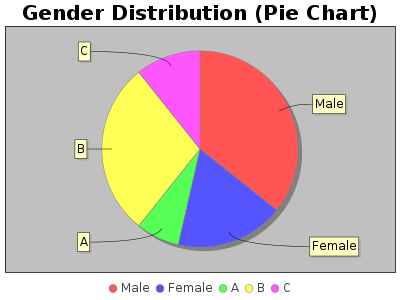 Gender Distribution (Pie Chart)
C
Male
B
A
Female
Male Female A B C